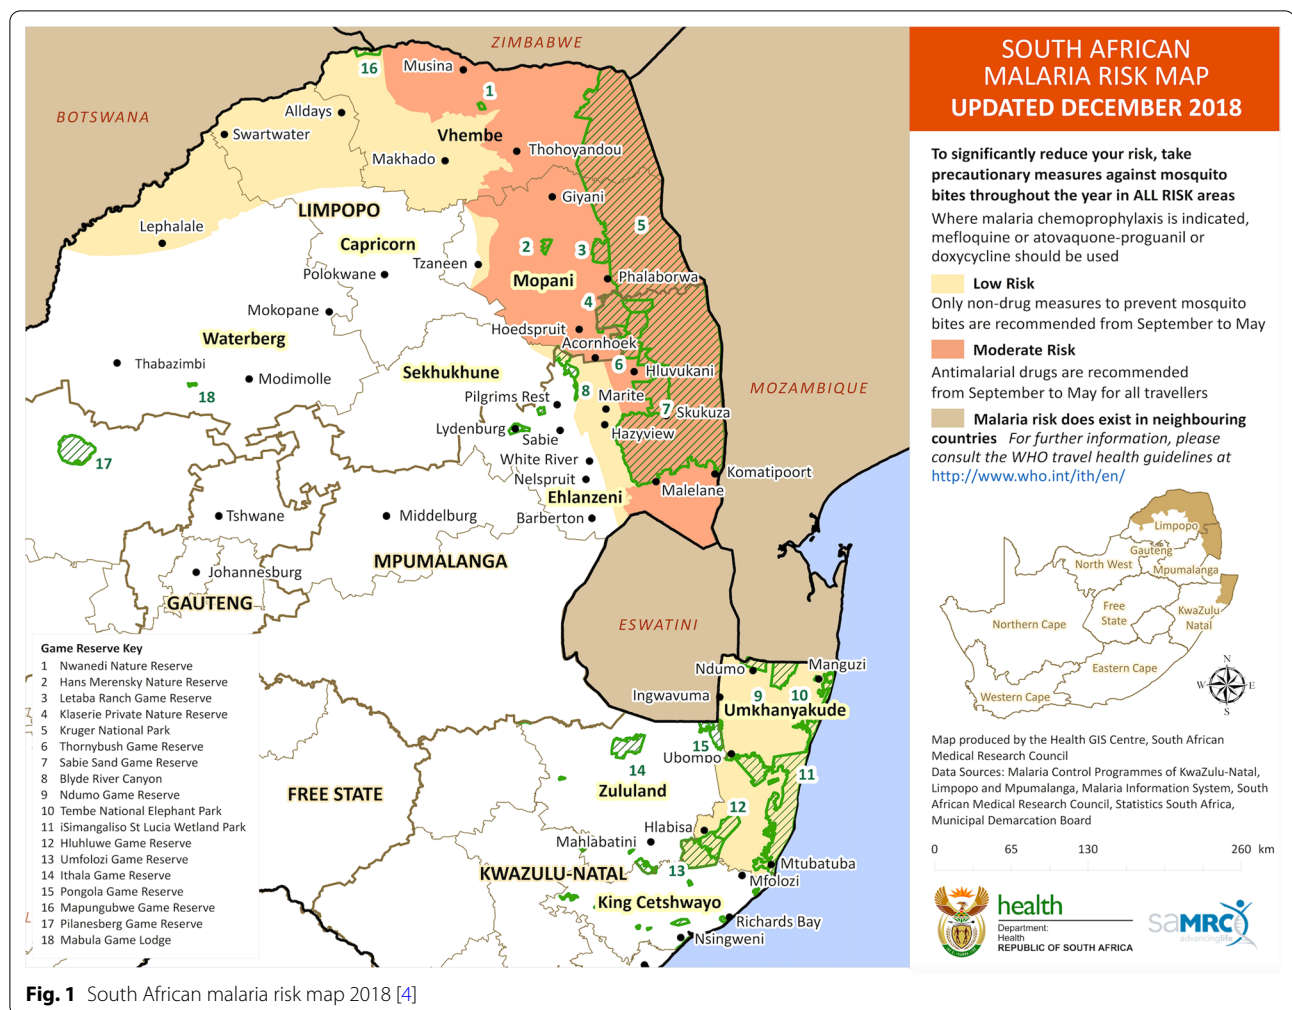 ZIMBABWE
BOTSWANA
MOZAMBIQUE
ESWATINI
Musina
16
1
Alldays
Swartwater
Vhembe
Makhado
Thohoyandou
Giyani
LIMPOPO
Lephalale
Capricorn
2
3
5
Tzaneen
Polokwane
Mopani
Phalaborwa
4
Mokopane
Hoedspruit
Waterberg
Acornhoek
Thabazimbi
Modimolle
Sekhukhune
6
Hluvukani
18
Pilgrims Rest
8
Marite
7
Skukuza
Lydenburg
Sabie
Hazyview
17
White River
Nelspruit
Komatipoort
Malelane
Ehlanzeni
Tshwane
Middelburg
Barberton
MPUMALANGA
Johannesburg
GAUTENG
Ndumo
Manguzi
Ingwavuma
9
10
Umkhanyakude
15
Ubombo
14
11
Zululand
FREE STATE
12
Hlabisa
Mahlabatini
Mtubatuba
KWAZULU-NATAL
13
Mfolozi
King Cetshwayo
Richards Bay
Nsingweni
Game Reserve Key
1 Nwanedi Nature Reserve
2 Hans Merensky Nature Reserve
3 Letaba Ranch Game Reserve
4 Klaserie Private Nature Reserve
5 Kruger National Park
6 Thornybush Game Reserve
7 Sabie Sand Game Reserve
8 Blyde River Canyon
9 Ndumo Game Reserve
10 Tembe National Elephant Park
11 iSimangaliso St Lucia Wetland Park
12 Hluhluwe Game Reserve
13 Umfolozi Game Reserve
14 Ithala Game Reserve
15 Pongola Game Reserve
16 Mapungubwe Game Reserve
17 Pilanesberg Game Reserve
18 Mabula Game Lodge
SOUTH AFRICAN
MALARIA RISK MAP
UPDATED DECEMBER 2018
To significantly reduce your risk, take
precautionary measures against mosquito
bites throughout the year in ALL RISK areas
Where malaria chemoprophylaxis is indicated,
mefloquine or atovaquone-proguanil or
doxycycline should be used
Low Risk
Only non-drug measures to prevent mosquito
bites are recommended from September to May
Moderate Risk
Antimalarial drugs are recommended
from September to May for all travellers
Malaria risk does exist in neighbouring
countries For further information, please
consult the WHO travel health guidelines at
http://www.who.int/ith/en/
Limpopo
Gauteng
North West
Mpumalanga
Free
State
KwaZulu
Natal
Northern Cape
Eastern Cape
Western Cape
N
W
E
S
Map produced by the Health GIS Centre, South African
Medical Research Council
Data Sources: Malaria Control Programmes of KwaZulu-Natal,
Limpopo and Mpumalanga, Malaria Information System, South
African Medical Research Council, Statistics South Africa,
Municipal Demarcation Board
0 65 130 260 km
health
Department:
Health
REPUBLIC OF SOUTH AFRICA
saMRC
advancinglife
Fig. 1 South African malaria risk map 2018 [4]